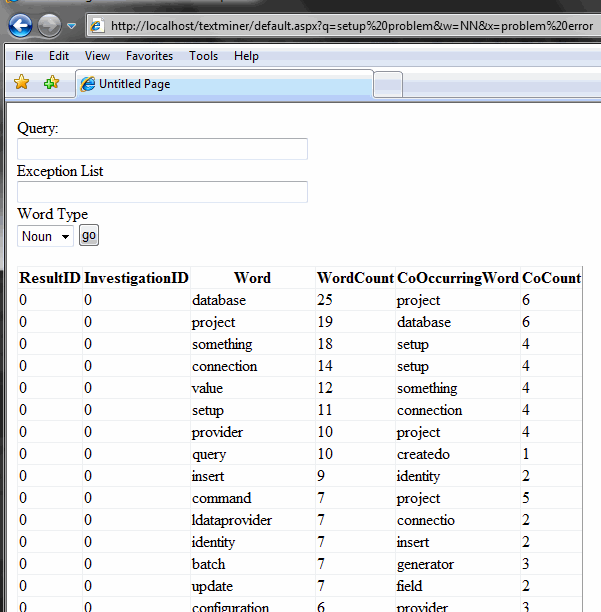 http://localhost/textminer/default.aspx?q=setup%20problem&w=NN&x=problem%20error
File Edit View Favorites Tools Help
Untitled Page
Query:
Exception List
Word Type
Noun go
ResultID InvestigationID Word WordCount CoOccurringWord CoCount
0 0 database 25 project 6
0 0 project 19 database 6
0 0 something 18 setup 4
0 0 connection 14 setup 4
0 0 value 12 something 4
0 0 setup 11 connection 4
0 0 provider 10 project 4
0 0 query 10 createdo 1
0 0 insert 9 identity 2
0 0 command 7 project 5
0 0 ldataprovider 7 connectio 2
0 0 identity 7 insert 2
0 0 batch 7 generator 3
0 0 update 7 field 2
0 0 configuration 6 provider 3